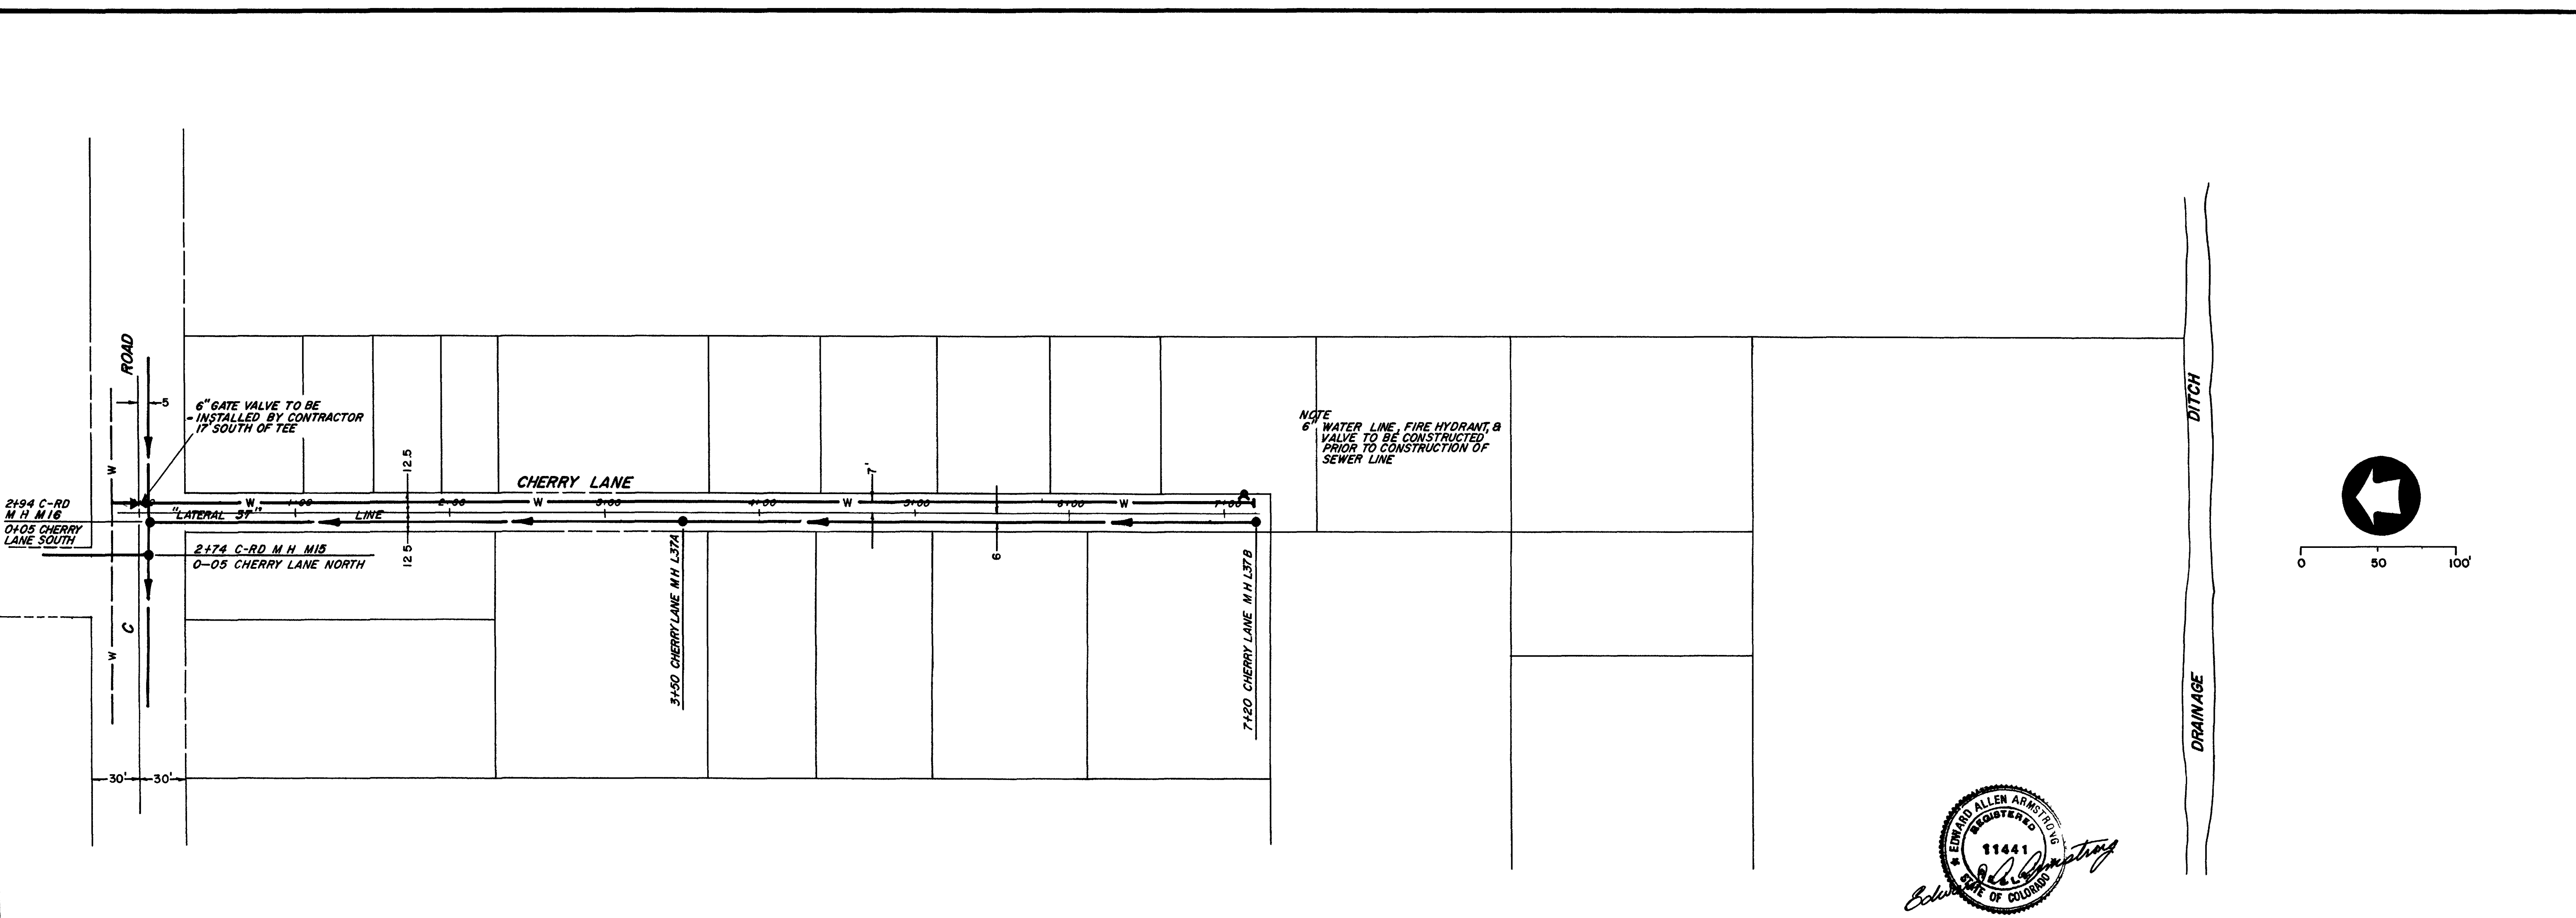 ROAD
5
6" GATE VALVE TO BE
INSTALLED BY CONTRACTOR
17' SOUTH OF TEE
NOTE
6" WATER LINE, FIRE HYDRANT, &
VALVE TO BE CONSTRUCTED
PRIOR TO CONSTRUCTION OF
SEWER LINE
DITCH
12.5
7'
CHERRY LANE
W
W W W W W
1+00 2+00 3+00 4+00 5+00 6+00 7+00
2+94 C-RD
M H M16
0+05 CHERRY
LANE SOUTH
"LATERAL 37" LINE
2+74 C-RD M H M15
0-05 CHERRY LANE NORTH
12.5
6
3+50 CHERRY LANE M H L37A
7+20 CHERRY LANE M H L37B
0 50 100'
C
W
DRAINAGE
30' 30'
EDWARD ALLEN ARMSTRONG
REGISTERED
11441
STATE OF COLORADO